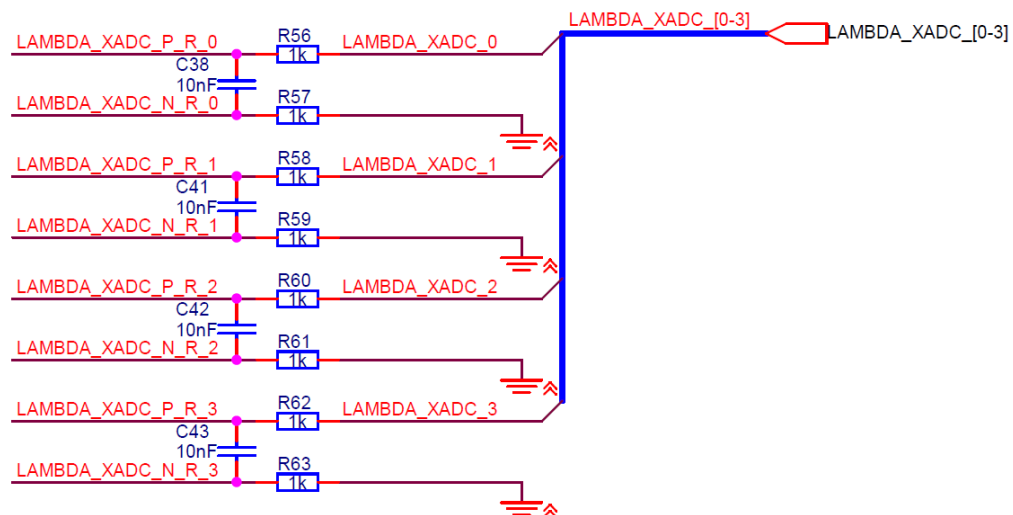 LAMBDA_XADC_[0-3]
LAMBDA_XADC_[0-3]
LAMBDA_XADC_P_R_0
R56
1k
LAMBDA_XADC_0
C38
10nF
LAMBDA_XADC_N_R_0
R57
1k
LAMBDA_XADC_P_R_1
R58
1k
LAMBDA_XADC_1
C41
10nF
LAMBDA_XADC_N_R_1
R59
1k
LAMBDA_XADC_P_R_2
R60
1k
LAMBDA_XADC_2
C42
10nF
LAMBDA_XADC_N_R_2
R61
1k
LAMBDA_XADC_P_R_3
R62
1k
LAMBDA_XADC_3
C43
10nF
LAMBDA_XADC_N_R_3
R63
1k